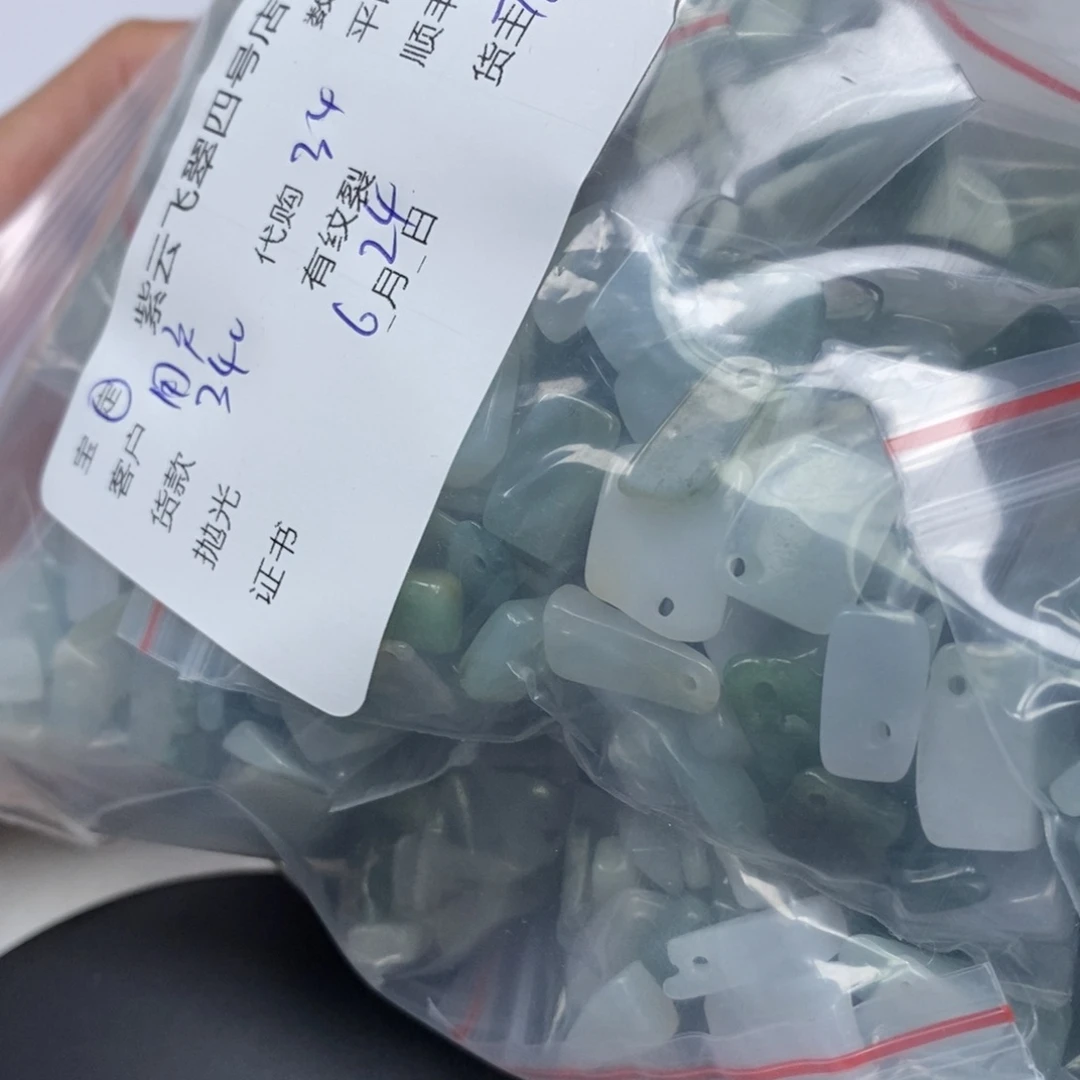 紫云飞翠四号店
宝 定
客户
货款 340
抛光 代购 34
证书 有纹裂
6月24日
数
平
顺丰
货主